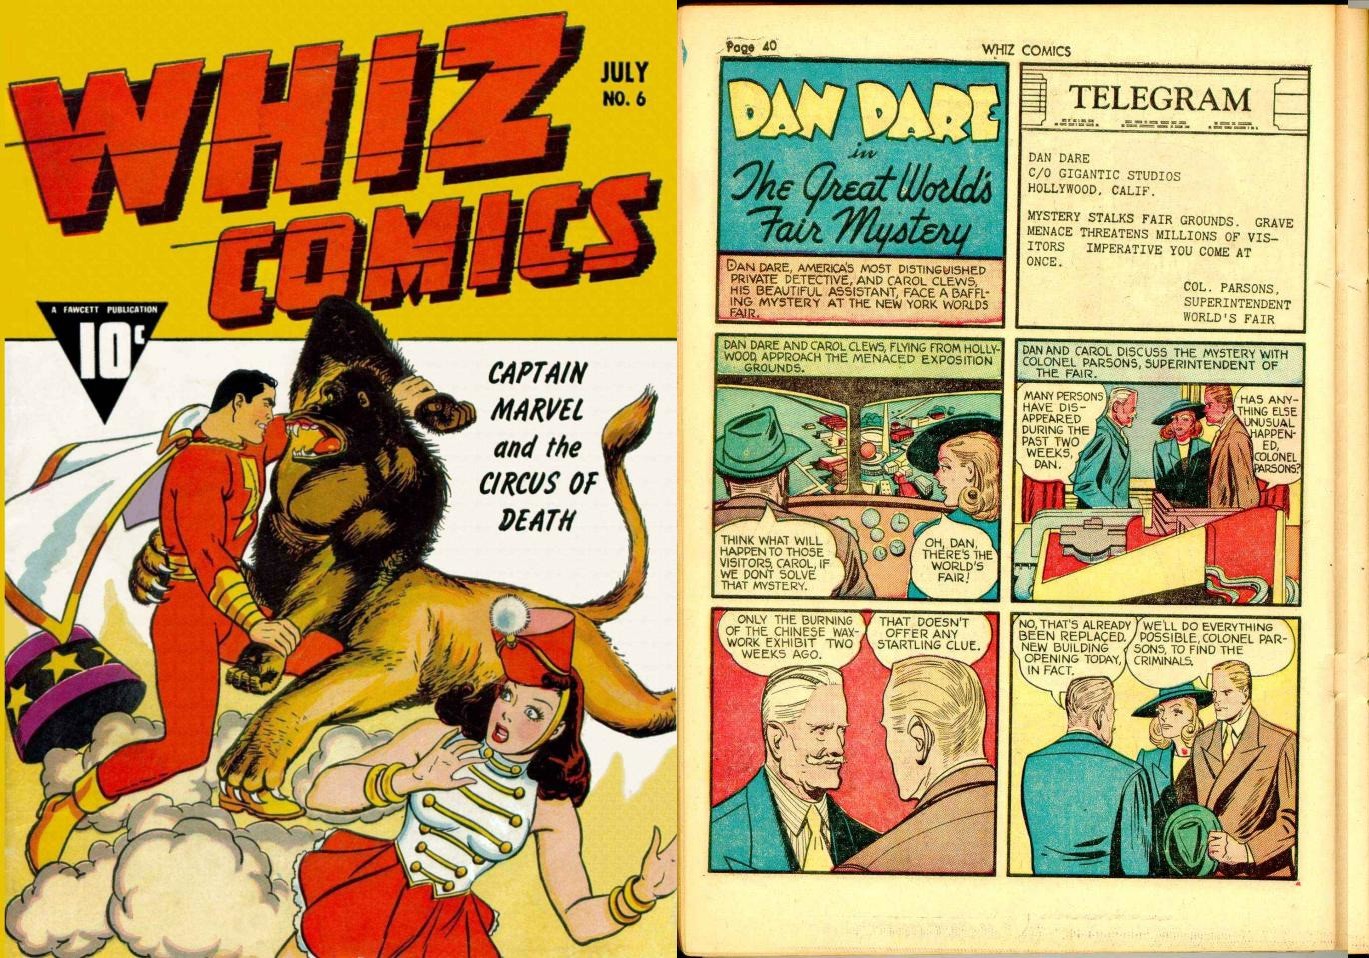 WHIZ
COMICS
JULY
NO. 6
A FAWCETT PUBLICATION
10¢
CAPTAIN
MARVEL
and the
CIRCUS OF
DEATH
Page 40
WHIZ COMICS
DAN DARE
in
The Great World's
Fair Mystery
DAN DARE, AMERICA'S MOST DISTINGUISHED
PRIVATE DETECTIVE, AND CAROL CLEWS,
HIS BEAUTIFUL ASSISTANT, FACE A BAFFL-
ING MYSTERY AT THE NEW YORK WORLDS
FAIR.
TELEGRAM
DAN DARE
C/O GIGANTIC STUDIOS
HOLLYWOOD, CALIF.
MYSTERY STALKS FAIR GROUNDS. GRAVE
MENACE THREATENS MILLIONS OF VIS-
ITORS IMPERATIVE YOU COME AT
ONCE.
COL. PARSONS,
SUPERINTENDENT
WORLD'S FAIR
DAN DARE AND CAROL CLEWS, FLYING FROM HOLLY-
WOOD, APPROACH THE MENACED EXPOSITION
GROUNDS.
THINK WHAT WILL
HAPPEN TO THOSE
VISITORS, CAROL, IF
WE DON'T SOLVE
THAT MYSTERY.
OH, DAN,
THERE'S THE
WORLD'S
FAIR!
DAN AND CAROL DISCUSS THE MYSTERY WITH
COLONEL PARSONS, SUPERINTENDENT OF
THE FAIR.
MANY PERSONS
HAVE DIS-
APPEARED
DURING THE
PAST TWO
WEEKS,
DAN.
HAS ANY-
THING ELSE
UNUSUAL
HAPPEN-
ED,
COLONEL
PARSONS?
ONLY THE BURNING
OF THE CHINESE WAX-
WORK EXHIBIT TWO
WEEKS AGO.
THAT DOESN'T
OFFER ANY
STARTLING CLUE.
NO, THAT'S ALREADY
BEEN REPLACED.
NEW BUILDING
OPENING TODAY,
IN FACT.
WE'LL DO EVERYTHING
POSSIBLE, COLONEL PAR-
SONS, TO FIND THE
CRIMINALS.